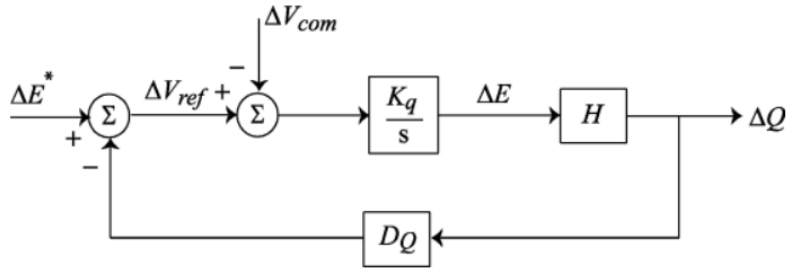 ΔV_com
−
ΔE* ΔV_ref + K_q ΔE
Σ Σ s H ΔQ
+
−
D_Q